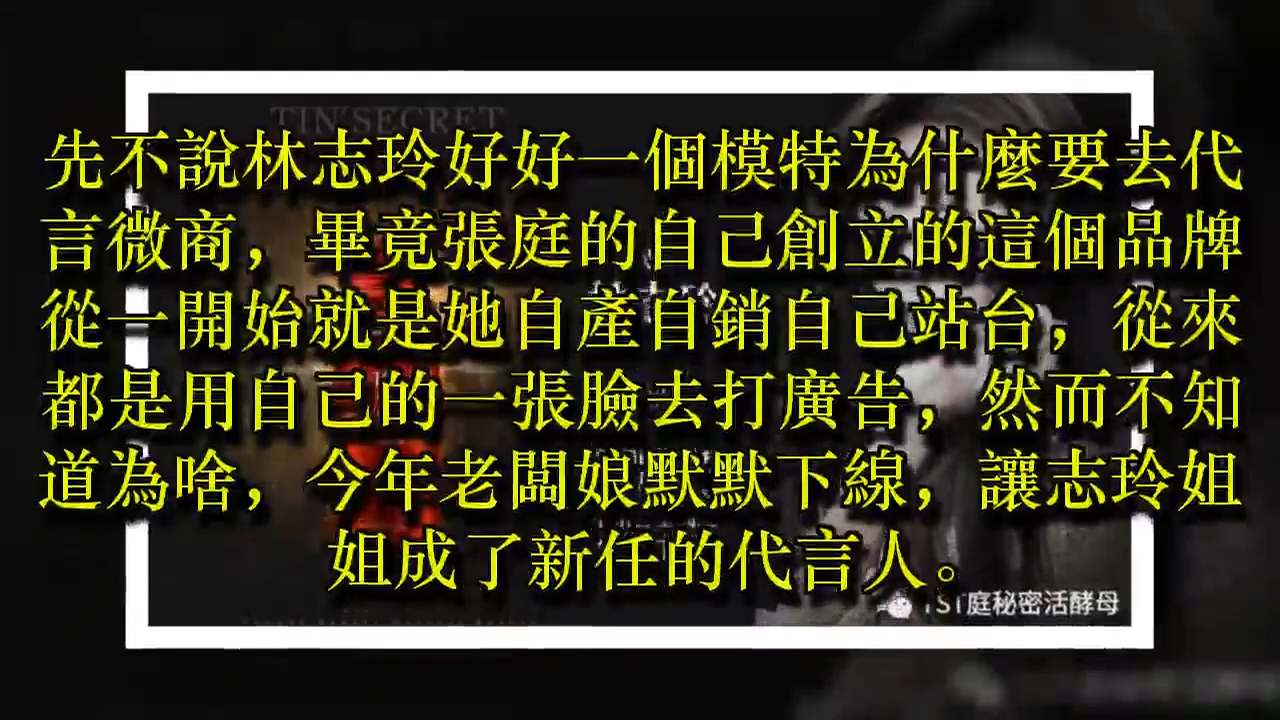 TIN'SECRET
先不說林志玲好好一個模特為什麼要去代
言微商，畢竟張庭的自己創立的這個品牌
從一開始就是她自產自銷自己站台，從來
都是用自己的一張臉去打廣告，然而不知
道為啥，今年老闆娘默默下線，讓志玲姐
姐成了新任的代言人。
TST庭秘密活酵母